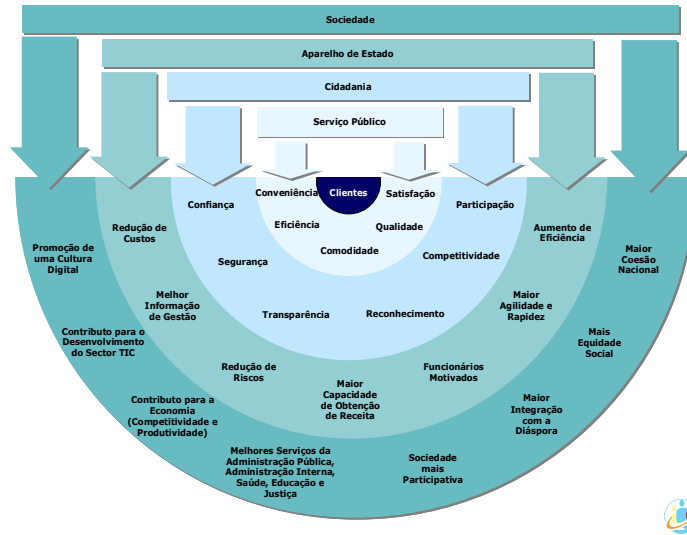 Sociedade
Aparelho de Estado
Cidadania
Serviço Público
Conveniência
Clientes
Satisfação
Confiança
Participação
Eficiência
Qualidade
Redução de
Custos
Aumento de
Eficiência
Comodidade
Promoção de
uma Cultura
Digital
Segurança
Competitividade
Maior
Coesão
Nacional
Melhor
Informação
de Gestão
Transparência
Reconhecimento
Maior
Agilidade e
Rapidez
Contributo para o
Desenvolvimento
do Sector TIC
Mais
Equidade
Social
Redução de
Riscos
Maior
Capacidade
de Obtenção
de Receita
Funcionários
Motivados
Contributo para a
Economia
(Competitividade e
Produtividade)
Maior
Integração
com a
Diáspora
Melhores Serviços da
Administração Pública,
Administração Interna,
Saúde, Educação e
Justiça
Sociedade
mais
Participativa